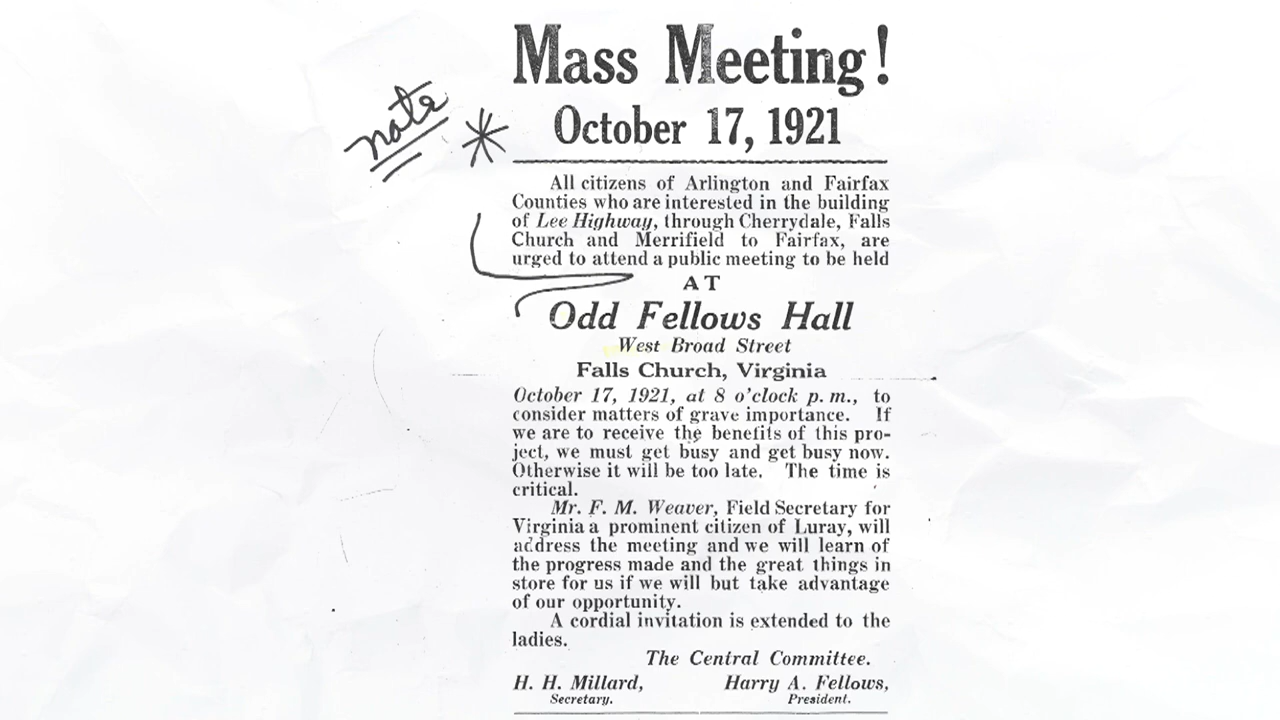 Mass Meeting!
October 17, 1921
note *
All citizens of Arlington and Fairfax
Counties who are interested in the building
of Lee Highway, through Cherrydale, Falls
Church and Merrifield to Fairfax, are
urged to attend a public meeting to be held
AT
Odd Fellows Hall
West Broad Street
Falls Church, Virginia
October 17, 1921, at 8 o'clock p. m., to
consider matters of grave importance. If
we are to receive the benefits of this pro-
ject, we must get busy and get busy now.
Otherwise it will be too late. The time is
critical.
Mr. F. M. Weaver, Field Secretary for
Virginia a prominent citizen of Luray, will
address the meeting and we will learn of
the progress made and the great things in
store for us if we will but take advantage
of our opportunity.
A cordial invitation is extended to the
ladies.
The Central Committee.
H. H. Millard, Harry A. Fellows,
Secretary. President.